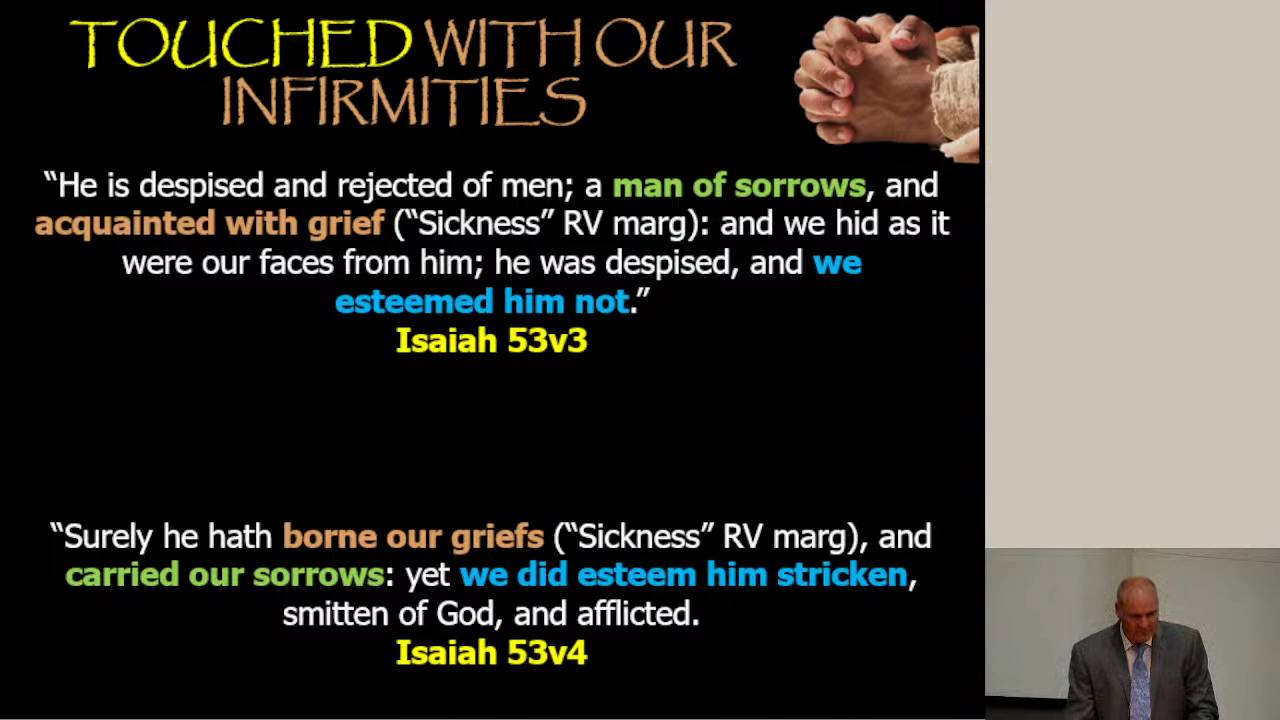 TOUCHED WITH OUR
INFIRMITIES
“He is despised and rejected of men; a man of sorrows, and
acquainted with grief (“Sickness” RV marg): and we hid as it
were our faces from him; he was despised, and we
esteemed him not.”
Isaiah 53v3
“Surely he hath borne our griefs (“Sickness” RV marg), and
carried our sorrows: yet we did esteem him stricken,
smitten of God, and afflicted.
Isaiah 53v4